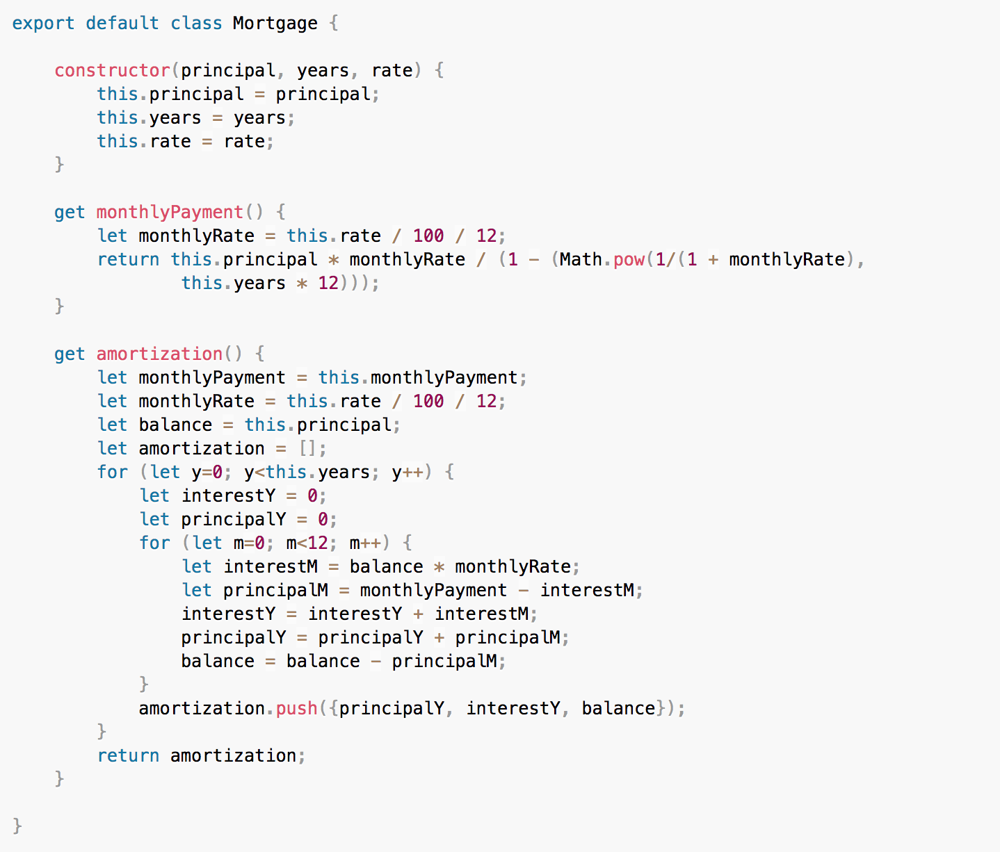 export default class Mortgage {

    constructor(principal, years, rate) {
        this.principal = principal;
        this.years = years;
        this.rate = rate;
    }

    get monthlyPayment() {
        let monthlyRate = this.rate / 100 / 12;
        return this.principal * monthlyRate / (1 − (Math.pow(1/(1 + monthlyRate),
                this.years * 12)));
    }

    get amortization() {
        let monthlyPayment = this.monthlyPayment;
        let monthlyRate = this.rate / 100 / 12;
        let balance = this.principal;
        let amortization = [];
        for (let y=0; y<this.years; y++) {
            let interestY = 0;
            let principalY = 0;
            for (let m=0; m<12; m++) {
                let interestM = balance * monthlyRate;
                let principalM = monthlyPayment − interestM;
                interestY = interestY + interestM;
                principalY = principalY + principalM;
                balance = balance − principalM;
            }
            amortization.push({principalY, interestY, balance});
        }
        return amortization;
    }

}